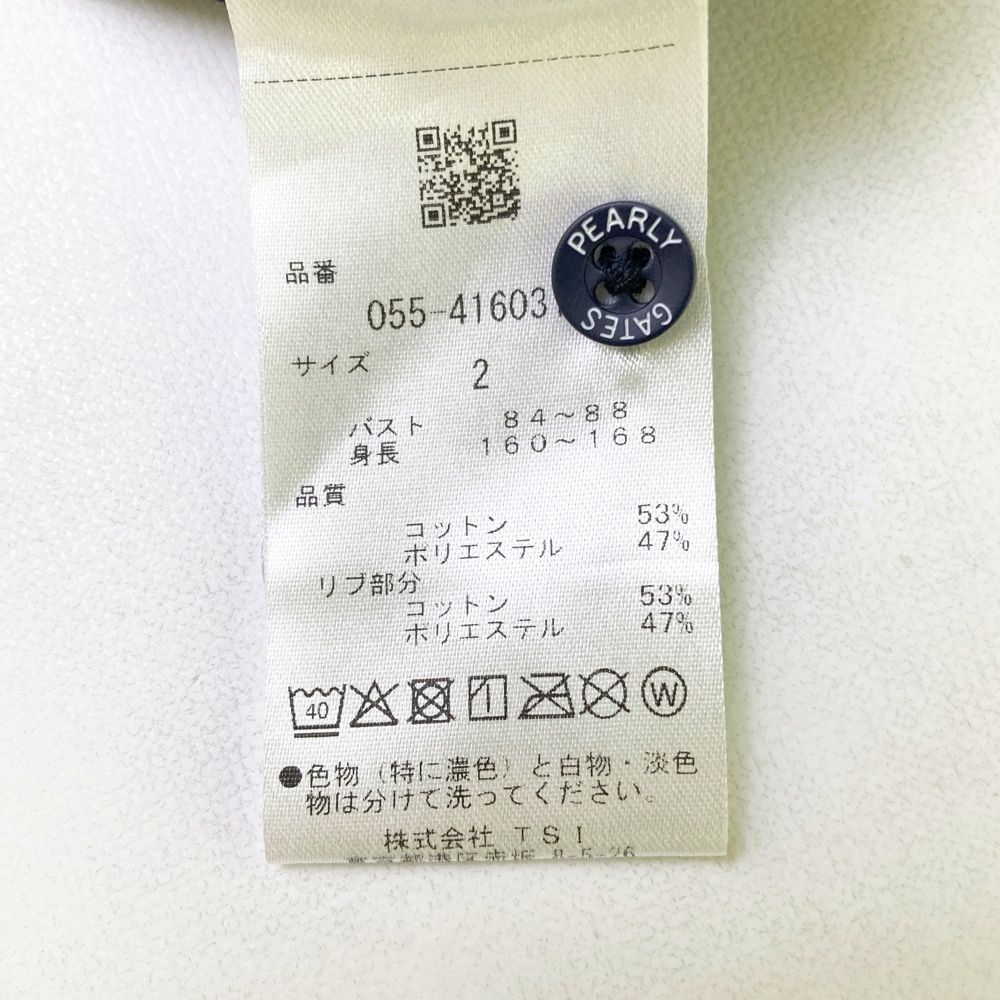 品番
055-41603
PEARLY
GATES
サイズ 2
バスト 84～88
身長 160～168
品質
コットン 53%
ポリエステル 47%
リブ部分
コットン 53%
ポリエステル 47%
40
W
●色物（特に濃色）と白物・淡色
物は分けて洗ってください。
株式会社 TSI
8-5-26